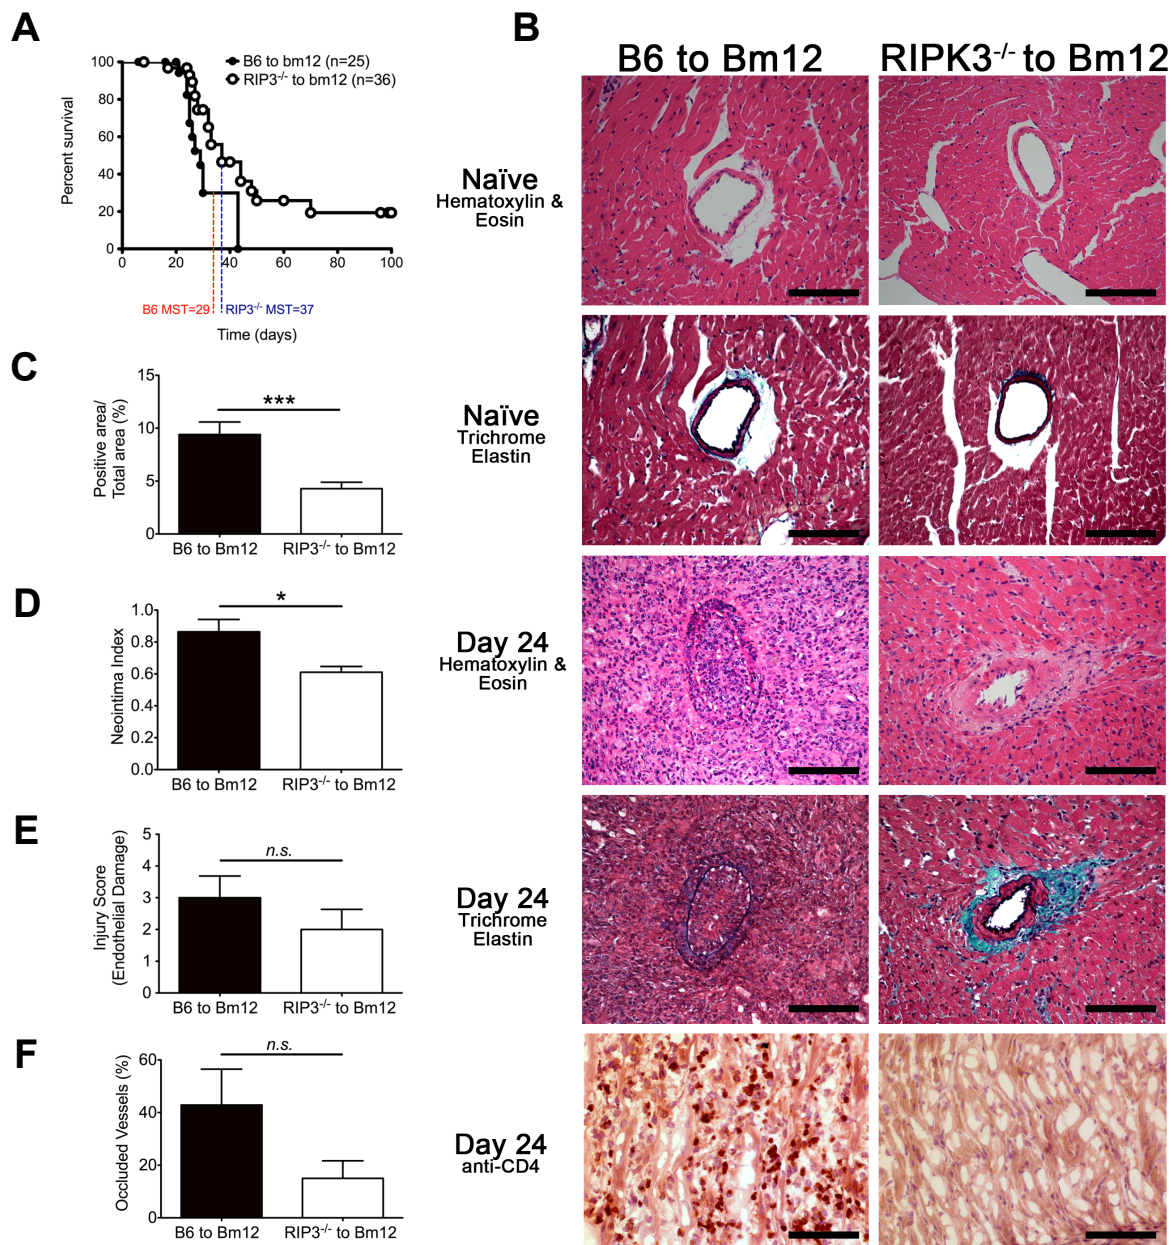 A
B6 to bm12 (n=25)
RIP3-/- to bm12 (n=36)
Percent survival
100
80
60
40
20
0
0 20 40 60 80 100
B6 MST=29
RIP3-/- MST=37
Time (days)
B
B6 to Bm12
RIPK3-/- to Bm12
Naïve
Hematoxylin &
Eosin
Naïve
Trichrome
Elastin
Day 24
Hematoxylin &
Eosin
Day 24
Trichrome
Elastin
Day 24
anti-CD4
C
Positive area/
Total area (%)
15
10
5
0
***
B6 to Bm12
RIP3-/- to Bm12
D
Neointima Index
1.0
0.8
0.6
0.4
0.2
0.0
*
B6 to Bm12
RIP3-/- to Bm12
E
Injury Score
(Endothelial Damage)
5
4
3
2
1
0
n.s.
B6 to Bm12
RIP3-/- to Bm12
F
Occluded Vessels (%)
60
40
20
0
n.s.
B6 to Bm12
RIP3-/- to Bm12